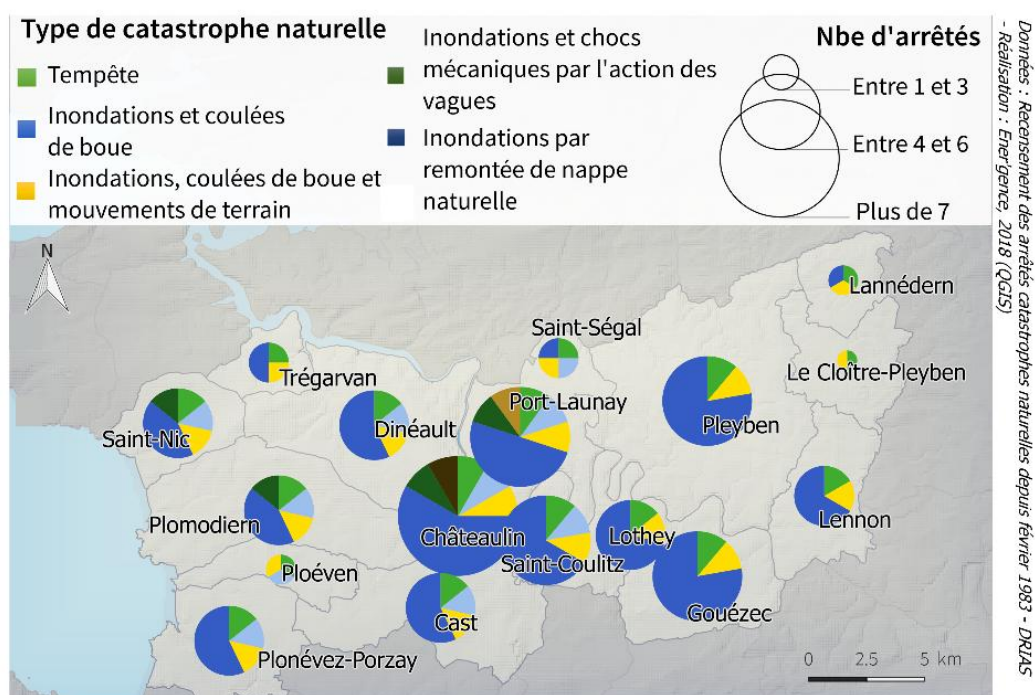 Type de catastrophe naturelle
Tempête
Inondations et coulées
de boue
Inondations, coulées de boue et
mouvements de terrain
Inondations et chocs
mécaniques par l'action des
vagues
Inondations par
remontée de nappe
naturelle
Nbe d'arrêtés
Entre 1 et 3
Entre 4 et 6
Plus de 7
Données : Recensement des arrêtés catastrophes naturelles depuis février 1983 - DRIAS
- Réalisation : Ener'gence, 2018 (QGIS)
N
Lannédern
Saint-Ségal
Le Cloître-Pleyben
Trégarvan
Port-Launay
Pleyben
Dinéault
Saint-Nic
Lennon
Plomodiern
Châteaulin
Lothey
Saint-Coulitz
Ploéven
Gouézec
Cast
Plonévez-Porzay
0 2.5 5 km